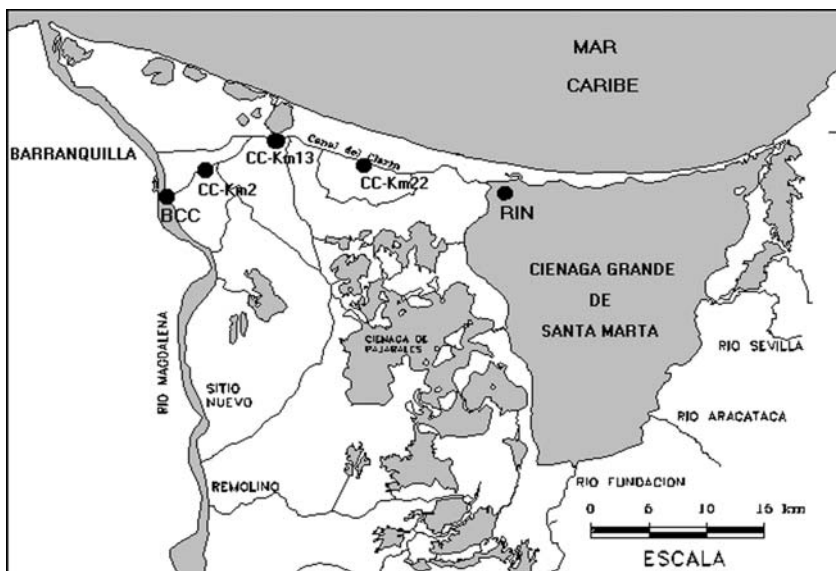 MAR
CARIBE
BARRANQUILLA
Canal del Clarin
CC-Km13
CC-Km2
CC-Km22
BCC
RIN
CIENAGA GRANDE
DE
SANTA MARTA
RIO MAGDALENA
CIENAGA DE
PAJARALES
RIO SEVILLA
SITIO
NUEVO
RIO ARACATACA
REMOLINO
RIO FUNDACION
0 5 10 15 km
ESCALA